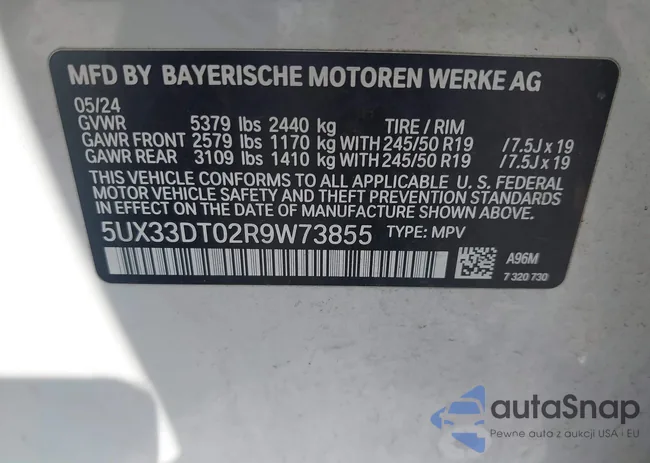 MFD BY BAYERISCHE MOTOREN WERKE AG
05/24
GVWR 5379 lbs 2440 kg TIRE / RIM
GAWR FRONT 2579 lbs 1170 kg WITH 245/50 R19 /7.5J x 19
GAWR REAR 3109 lbs 1410 kg WITH 245/50 R19 /7.5J x 19
THIS VEHICLE CONFORMS TO ALL APPLICABLE U. S. FEDERAL
MOTOR VEHICLE SAFETY AND THEFT PREVENTION STANDARDS
IN EFFECT ON THE DATE OF MANUFACTURE SHOWN ABOVE.
5UX33DT02R9W73855 TYPE: MPV
A96M
7 320 730
autaSnap
Pewne auta z aukcji USA i EU